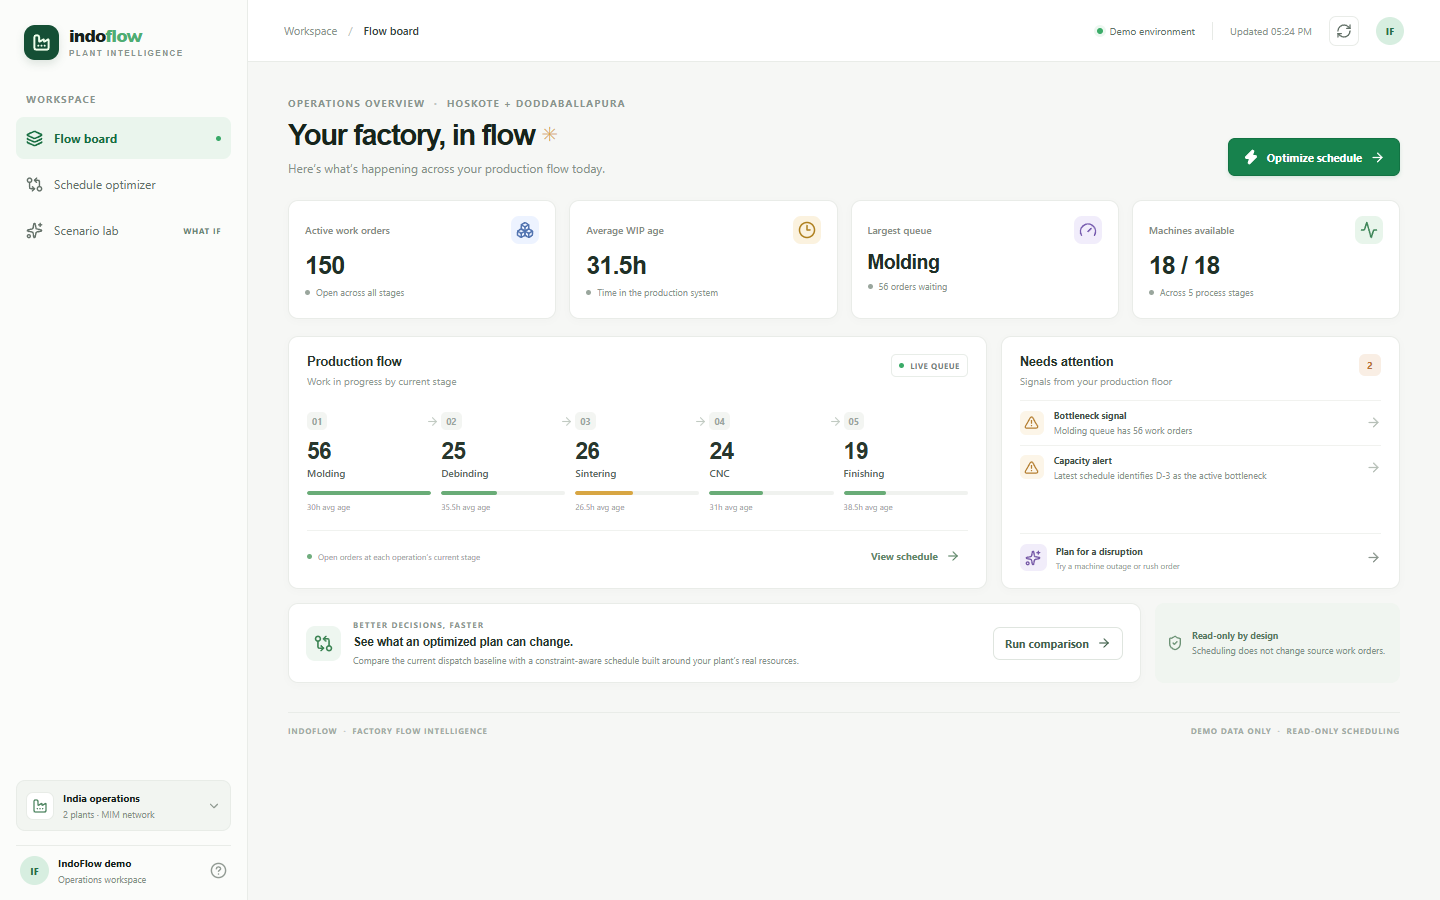 indoflow
PLANT INTELLIGENCE
WORKSPACE
Flow board
Schedule optimizer
Scenario lab WHAT IF
India operations
2 plants · MIM network
IF
IndoFlow demo
Operations workspace
Workspace / Flow board
Demo environment
Updated 05:24 PM
IF
OPERATIONS OVERVIEW · HOSKOTE + DODDABALLAPURA
Your factory, in flow
Here's what's happening across your production flow today.
Optimize schedule
Active work orders
150
Open across all stages
Average WIP age
31.5h
Time in the production system
Largest queue
Molding
56 orders waiting
Machines available
18 / 18
Across 5 process stages
Production flow
Work in progress by current stage
LIVE QUEUE
01
56
Molding
30h avg age
02
25
Debinding
35.5h avg age
03
26
Sintering
26.5h avg age
04
24
CNC
31h avg age
05
19
Finishing
38.5h avg age
Open orders at each operation's current stage
View schedule
Needs attention
2
Signals from your production floor
Bottleneck signal
Molding queue has 56 work orders
Capacity alert
Latest schedule identifies D-3 as the active bottleneck
Plan for a disruption
Try a machine outage or rush order
BETTER DECISIONS, FASTER
See what an optimized plan can change.
Compare the current dispatch baseline with a constraint-aware schedule built around your plant's real resources.
Run comparison
Read-only by design
Scheduling does not change source work orders.
INDOFLOW · FACTORY FLOW INTELLIGENCE
DEMO DATA ONLY · READ-ONLY SCHEDULING